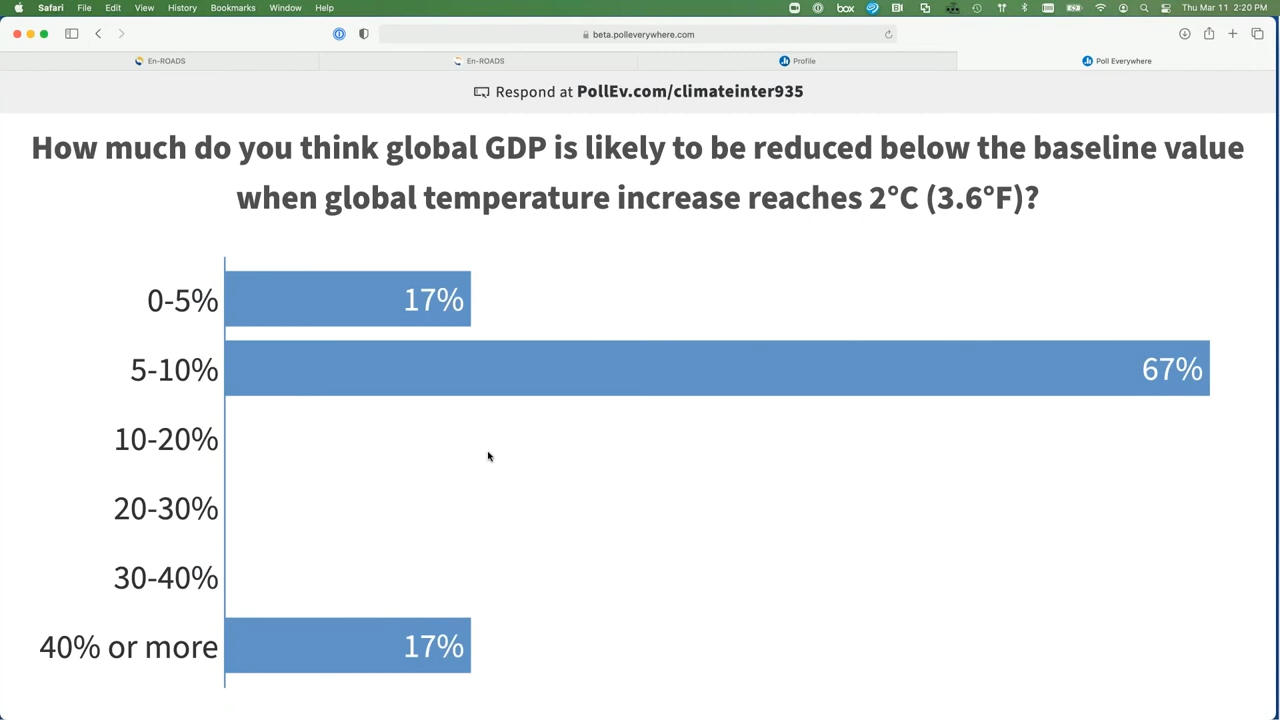 Safari File Edit View History Bookmarks Window Help box Thu Mar 11 2:20 PM
beta.polleverywhere.com
En-ROADS En-ROADS Profile Poll Everywhere
Respond at PollEv.com/climateinter935
How much do you think global GDP is likely to be reduced below the baseline value
when global temperature increase reaches 2°C (3.6°F)?
0-5% 17%
5-10% 67%
10-20%
20-30%
30-40%
40% or more 17%